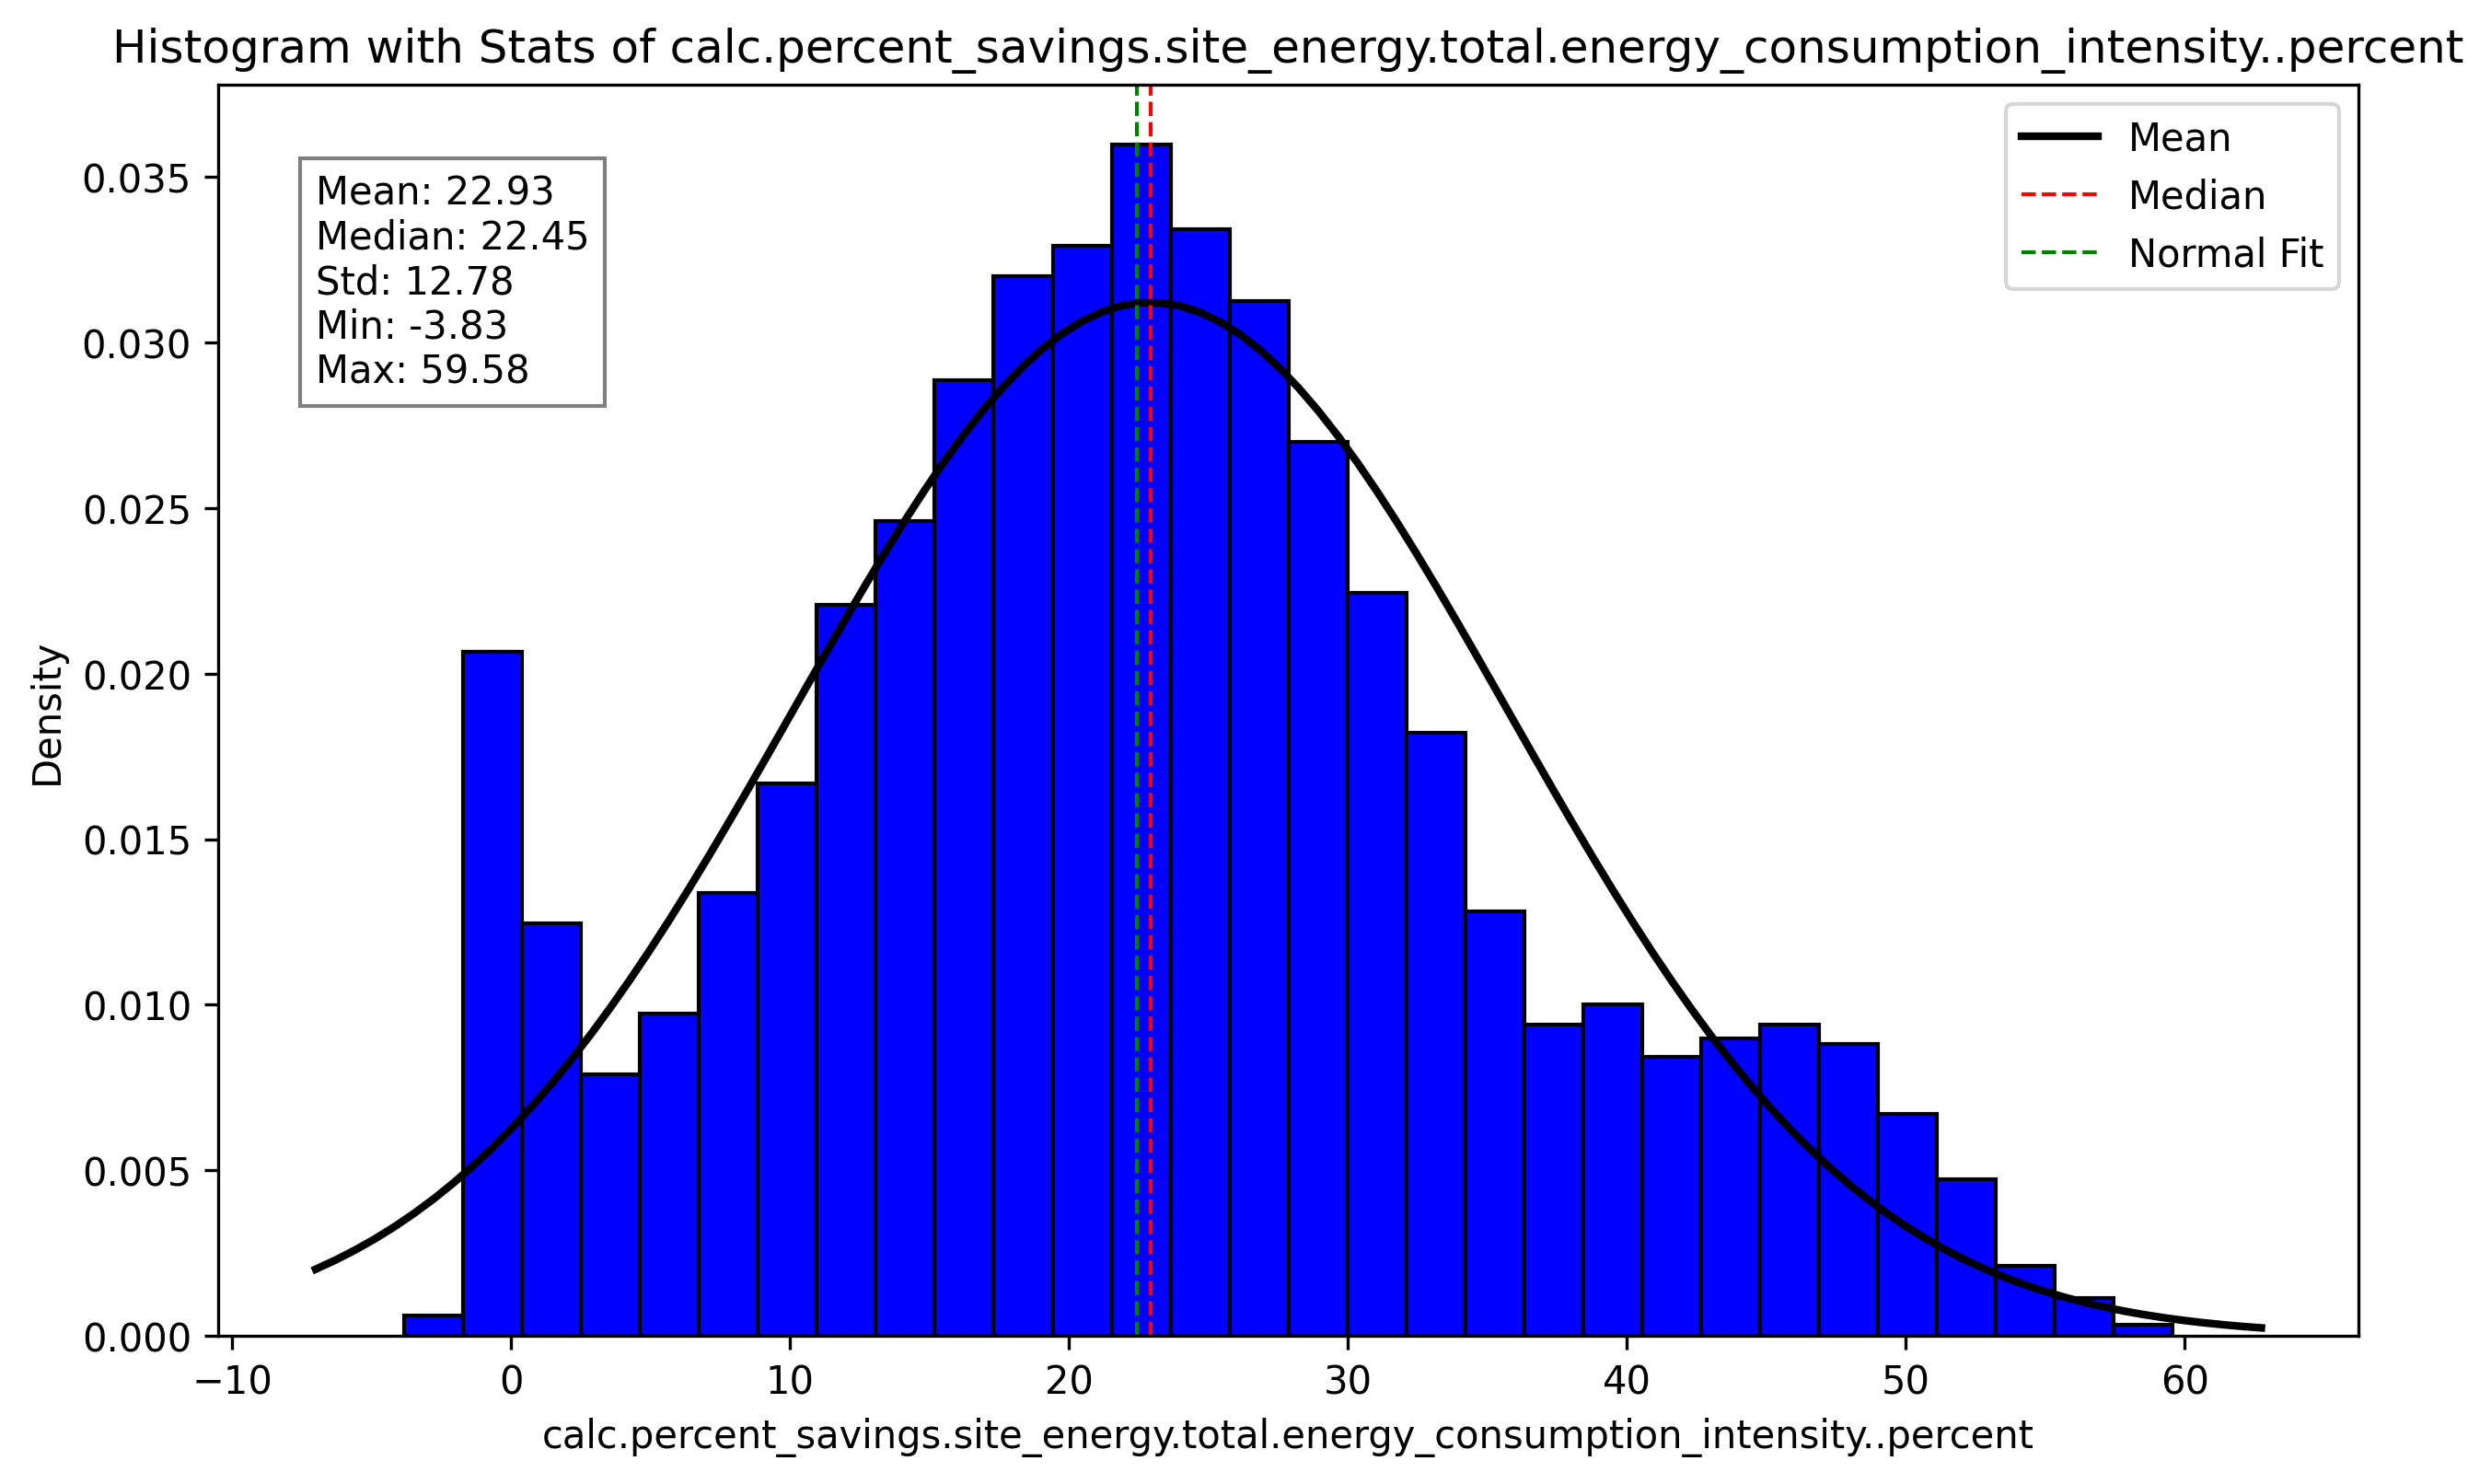 Histogram with Stats of calc.percent_savings.site_energy.total.energy_consumption_intensity..percent
Mean: 22.93
Median: 22.45
Std: 12.78
Min: -3.83
Max: 59.58
Mean
Median
Normal Fit
0.035
0.030
0.025
0.020
0.015
0.010
0.005
0.000
Density
−10
0
10
20
30
40
50
60
calc.percent_savings.site_energy.total.energy_consumption_intensity..percent